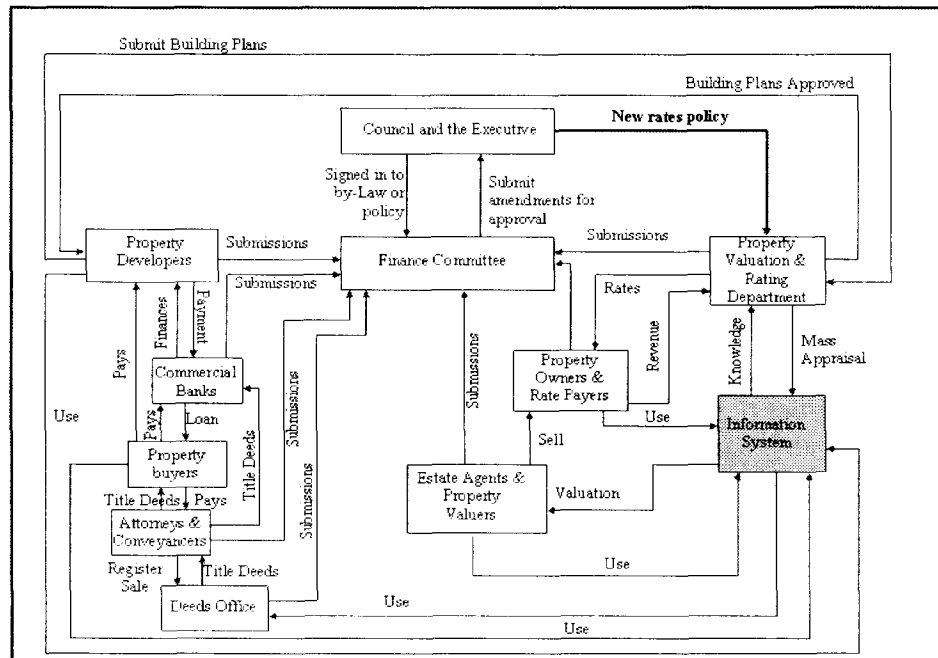 Submit Building Plans
Building Plans Approved
New rates policy
Council and the Executive
Signed in to
by-Law or
policy
Submit
amendments for
approval
Property
Developers
Submissions
Finance Committee
Submissions
Property
Valuation &
Rating
Department
Submissions
Rates
Finances
Payment
Pays
Commercial
Banks
Property
Owners &
Rate Payers
Revenue
Knowledge
Mass
Appraisal
Use
Pays
Loan
Title Deeds
Submissions
Submissions
Submissions
Use
Sell
Information
System
Property
buyers
Title Deeds
Pays
Estate Agents &
Property
Valuers
Valuation
Attorneys &
Conveyancers
Register
Sale
Title Deeds
Use
Deeds Office
Use
Use